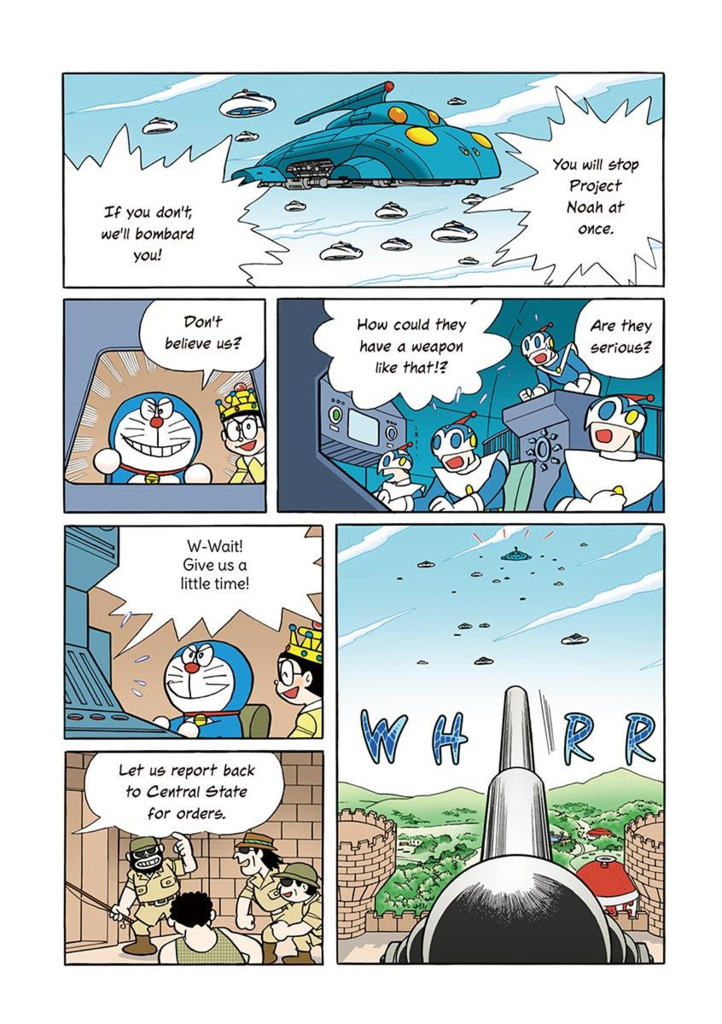 You will stop
Project
Noah at
once.
If you don't,
we'll bombard
you!
Are they
serious?
How could they
have a weapon
like that!?
Don't
believe us?
WH RR
W-Wait!
Give us a
little time!
Let us report back
to Central State
for orders.